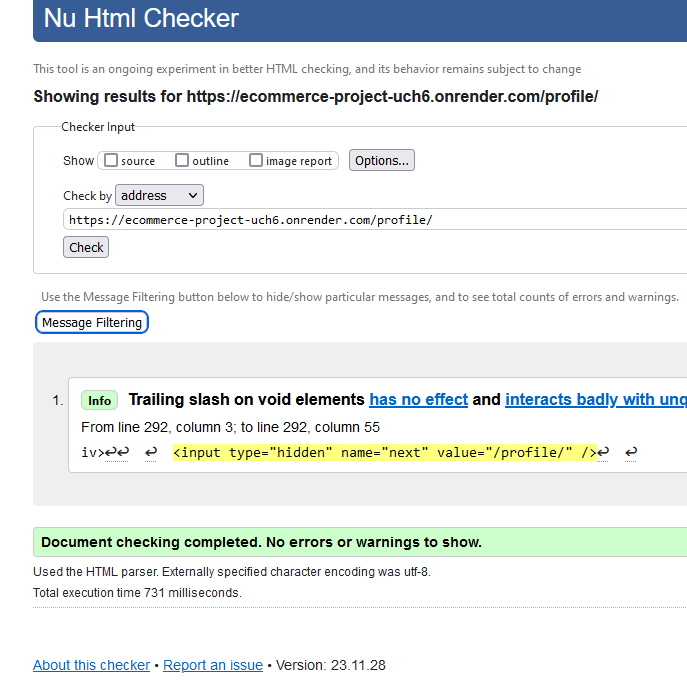 Nu Html Checker
This tool is an ongoing experiment in better HTML checking, and its behavior remains subject to change
Showing results for https://ecommerce-project-uch6.onrender.com/profile/
Checker Input
Show source outline image report Options...
Check by address
https://ecommerce-project-uch6.onrender.com/profile/
Check
Use the Message Filtering button below to hide/show particular messages, and to see total counts of errors and warnings.
Message Filtering
1. Info Trailing slash on void elements has no effect and interacts badly with unq
From line 292, column 3; to line 292, column 55
iv>↩↩ ↩ <input type="hidden" name="next" value="/profile/" />↩ ↩
Document checking completed. No errors or warnings to show.
Used the HTML parser. Externally specified character encoding was utf-8.
Total execution time 731 milliseconds.
About this checker • Report an issue • Version: 23.11.28